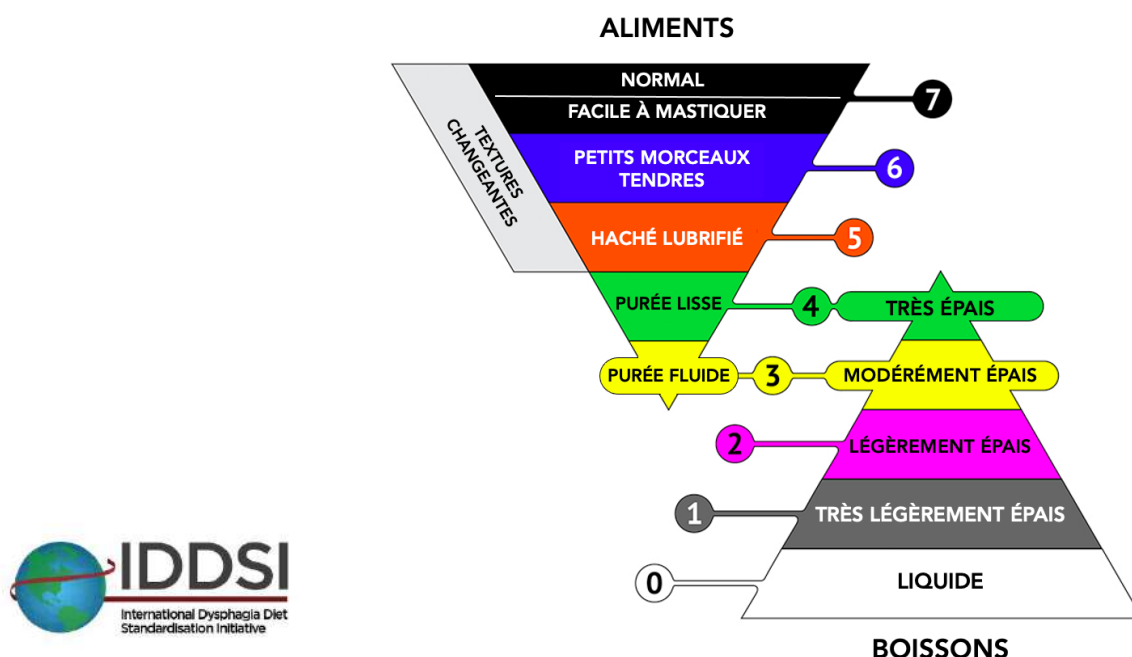 ALIMENTS
NORMAL
FACILE À MASTIQUER
7
TEXTURES
CHANGEANTES
PETITS MORCEAUX
TENDRES
6
HACHÉ LUBRIFIÉ
5
PURÉE LISSE
4
TRÈS ÉPAIS
PURÉE FLUIDE
3
MODÉRÉMENT ÉPAIS
2
LÉGÈREMENT ÉPAIS
1
TRÈS LÉGÈREMENT ÉPAIS
0
LIQUIDE
BOISSONS
IDDSI
International Dysphagia Diet
Standardisation Initiative